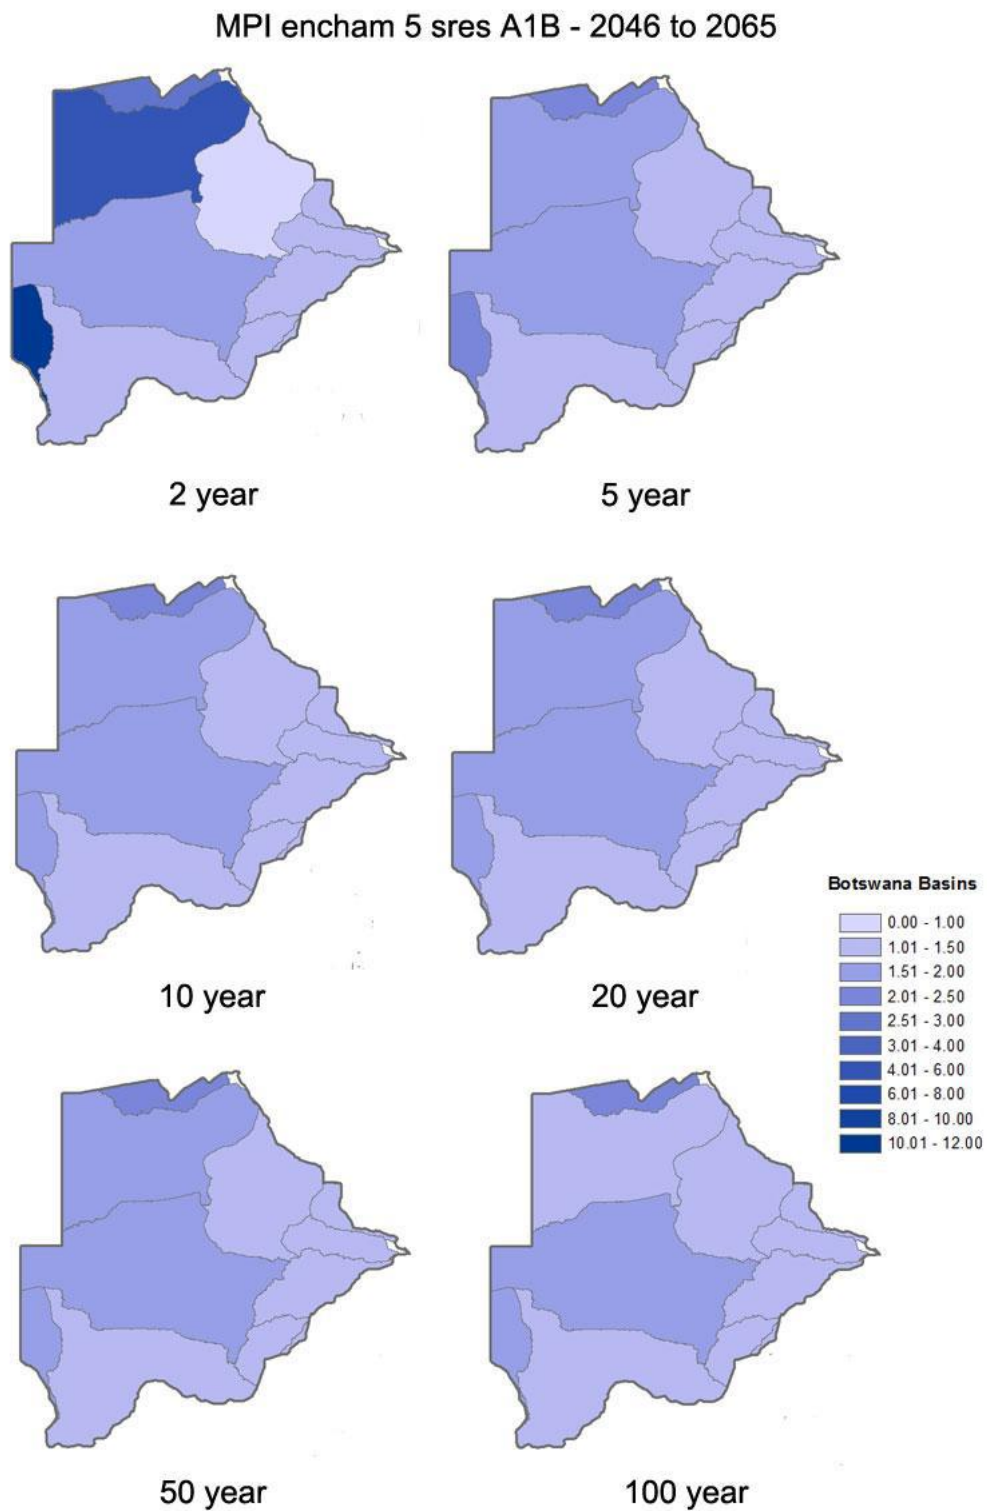 MPI encham 5 sres A1B - 2046 to 2065
2 year
5 year
10 year
20 year
Botswana Basins
0.00 - 1.00
1.01 - 1.50
1.51 - 2.00
2.01 - 2.50
2.51 - 3.00
3.01 - 4.00
4.01 - 6.00
6.01 - 8.00
8.01 - 10.00
10.01 - 12.00
50 year
100 year